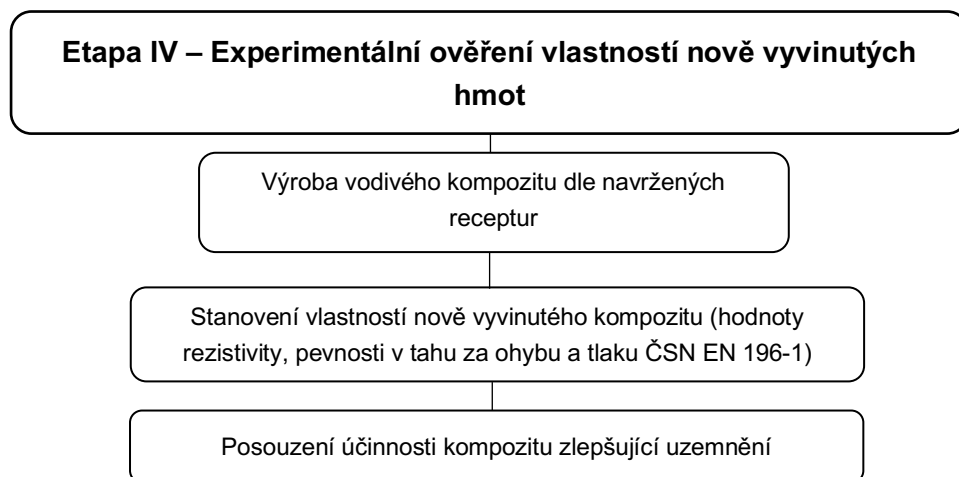 Etapa IV – Experimentální ověření vlastností nově vyvinutých
hmot
Výroba vodivého kompozitu dle navržených
receptur
Stanovení vlastností nově vyvinutého kompozitu (hodnoty
rezistivity, pevnosti v tahu za ohybu a tlaku ČSN EN 196-1)
Posouzení účinnosti kompozitu zlepšující uzemnění